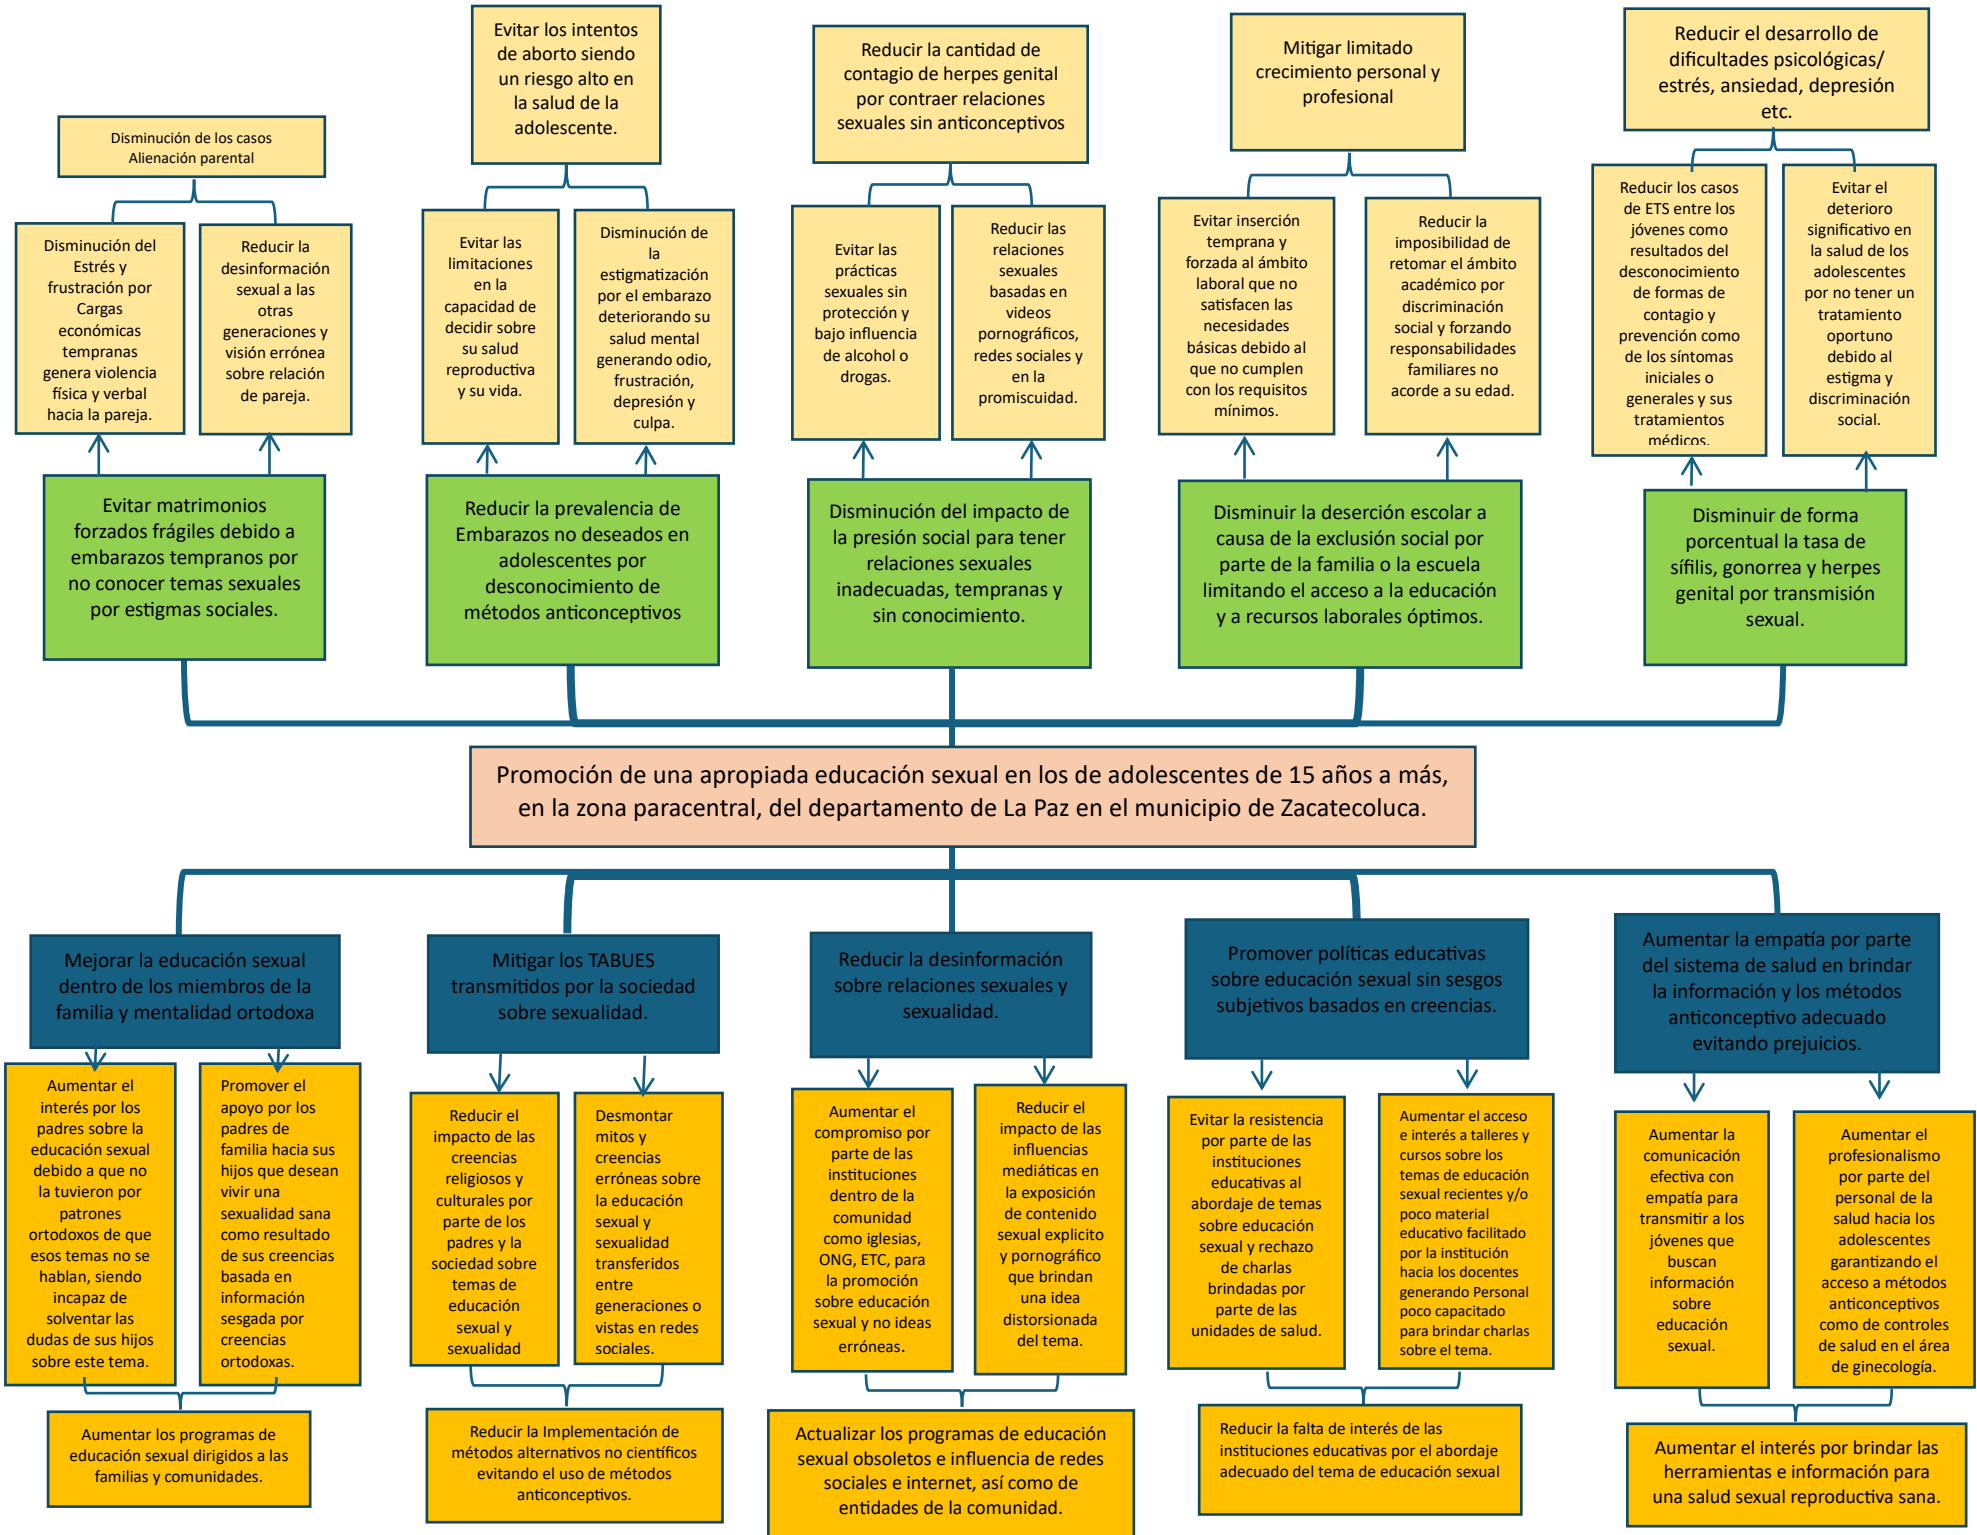 Disminución de los casos
Alienación parental
Evitar los intentos
de aborto siendo
un riesgo alto en
la salud de la
adolescente.
Reducir la cantidad de
contagio de herpes genital
por contraer relaciones
sexuales sin anticonceptivos
Mitigar limitado
crecimiento personal y
profesional
Reducir el desarrollo de
dificultades psicológicas/
estrés, ansiedad, depresión
etc.
Disminución del
Estrés y
frustración por
Cargas
económicas
tempranas
genera violencia
física y verbal
hacia la pareja.
Reducir la
desinformación
sexual a las
otras
generaciones y
visión errónea
sobre relación
de pareja.
Evitar las
limitaciones
en la
capacidad de
decidir sobre
su salud
reproductiva
y su vida.
Disminución de
la
estigmatización
por el embarazo
deteriorando su
salud mental
generando odio,
frustración,
depresión y
culpa.
Evitar las
prácticas
sexuales sin
protección y
bajo influencia
de alcohol o
drogas.
Reducir las
relaciones
sexuales
basadas en
videos
pornográficos,
redes sociales y
en la
promiscuidad.
Evitar inserción
temprana y
forzada al ámbito
laboral que no
satisfacen las
necesidades
básicas debido al
que no cumplen
con los requisitos
mínimos.
Reducir la
imposibilidad de
retomar el ámbito
académico por
discriminación
social y forzando
responsabilidades
familiares no
acorde a su edad.
Reducir los casos
de ETS entre los
jóvenes como
resultados del
desconocimiento
de formas de
contagio y
prevención como
de los síntomas
iniciales o
generales y sus
tratamientos
médicos.
Evitar el
deterioro
significativo en
la salud de los
adolescentes
por no tener un
tratamiento
oportuno
debido al
estigma y
discriminación
social.
Evitar matrimonios
forzados frágiles debido a
embarazos tempranos por
no conocer temas sexuales
por estigmas sociales.
Reducir la prevalencia de
Embarazos no deseados en
adolescentes por
desconocimiento de
métodos anticonceptivos
Disminución del impacto de
la presión social para tener
relaciones sexuales
inadecuadas, tempranas y
sin conocimiento.
Disminuir la deserción escolar a
causa de la exclusión social por
parte de la familia o la escuela
limitando el acceso a la educación
y a recursos laborales óptimos.
Disminuir de forma
porcentual la tasa de
sífilis, gonorrea y herpes
genital por transmisión
sexual.
Promoción de una apropiada educación sexual en los de adolescentes de 15 años a más,
en la zona paracentral, del departamento de La Paz en el municipio de Zacatecoluca.
Mejorar la educación sexual
dentro de los miembros de la
familia y mentalidad ortodoxa
Mitigar los TABUES
transmitidos por la sociedad
sobre sexualidad.
Reducir la desinformación
sobre relaciones sexuales y
sexualidad.
Promover políticas educativas
sobre educación sexual sin sesgos
subjetivos basados en creencias.
Aumentar la empatía por parte
del sistema de salud en brindar
la información y los métodos
anticonceptivo adecuado
evitando prejuicios.
Aumentar el
interés por los
padres sobre la
educación sexual
debido a que no
la tuvieron por
patrones
ortodoxos de que
esos temas no se
hablan, siendo
incapaz de
solventar las
dudas de sus hijos
sobre este tema.
Promover el
apoyo por los
padres de
familia hacia sus
hijos que desean
vivir una
sexualidad sana
como resultado
de sus creencias
basada en
información
sesgada por
creencias
ortodoxas.
Reducir el
impacto de las
creencias
religiosos y
culturales por
parte de los
padres y la
sociedad sobre
temas de
educación
sexual y
sexualidad
Desmontar
mitos y
creencias
erróneas sobre
la educación
sexual y
sexualidad
transferidos
entre
generaciones o
vistas en redes
sociales.
Aumentar el
compromiso por
parte de las
instituciones
dentro de la
comunidad
como iglesias,
ONG, ETC, para
la promoción
sobre educación
sexual y no ideas
erróneas.
Reducir el
impacto de las
influencias
mediáticas en
la exposición
de contenido
sexual explicito
y pornográfico
que brindan
una idea
distorsionada
del tema.
Evitar la resistencia
por parte de las
instituciones
educativas al
abordaje de temas
sobre educación
sexual y rechazo
de charlas
brindadas por
parte de las
unidades de salud.
Aumentar el acceso
e interés a talleres y
cursos sobre los
temas de educación
sexual recientes y/o
poco material
educativo facilitado
por la institución
hacia los docentes
generando Personal
poco capacitado
para brindar charlas
sobre el tema.
Aumentar la
comunicación
efectiva con
empatía para
transmitir a los
jóvenes que
buscan
información
sobre
educación
sexual.
Aumentar el
profesionalismo
por parte del
personal de la
salud hacia los
adolescentes
garantizando el
acceso a métodos
anticonceptivos
como de controles
de salud en el área
de ginecología.
Aumentar los programas de
educación sexual dirigidos a las
familias y comunidades.
Reducir la Implementación de
métodos alternativos no científicos
evitando el uso de métodos
anticonceptivos.
Actualizar los programas de educación
sexual obsoletos e influencia de redes
sociales e internet, así como de
entidades de la comunidad.
Reducir la falta de interés de las
instituciones educativas por el abordaje
adecuado del tema de educación sexual
Aumentar el interés por brindar las
herramientas e información para
una salud sexual reproductiva sana.